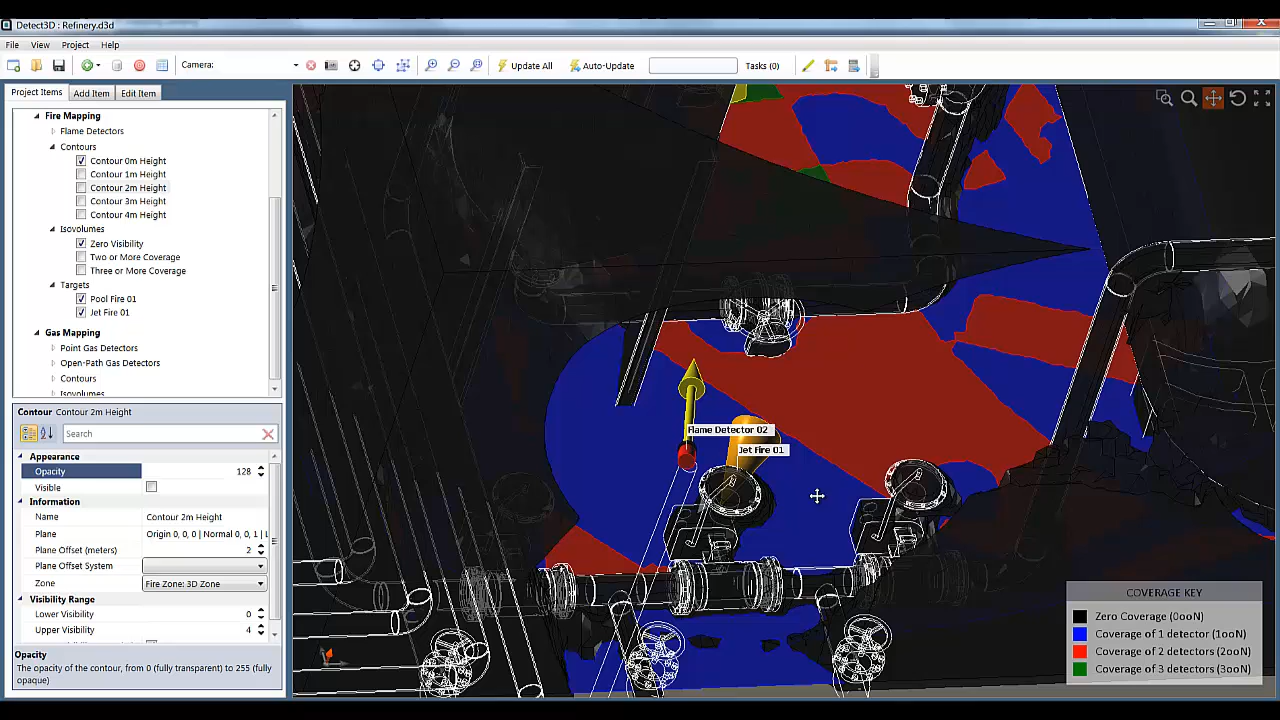 Detect3D : Refinery.d3d
File View Project Help
Camera: Update All Auto-Update Tasks (0)
Project Items Add Item Edit Item
Fire Mapping
Flame Detectors
Contours
Contour 0m Height
Contour 1m Height
Contour 2m Height
Contour 3m Height
Contour 4m Height
Isovolumes
Zero Visibility
Two or More Coverage
Three or More Coverage
Targets
Pool Fire 01
Jet Fire 01
Gas Mapping
Point Gas Detectors
Open-Path Gas Detectors
Contours
Isovolumes
Contour Contour 2m Height
Search
Appearance
Opacity 128
Visible
Information
Name Contour 2m Height
Plane Origin 0, 0, 0 | Normal 0, 0, 1 |
Plane Offset (meters) 2
Plane Offset System
Zone Fire Zone: 3D Zone
Visibility Range
Lower Visibility 0
Upper Visibility 4
Opacity
The opacity of the contour, from 0 (fully transparent) to 255 (fully
opaque)
Flame Detector 02
Jet Fire 01
COVERAGE KEY
Zero Coverage (0ooN)
Coverage of 1 detector (1ooN)
Coverage of 2 detectors (2ooN)
Coverage of 3 detectors (3ooN)